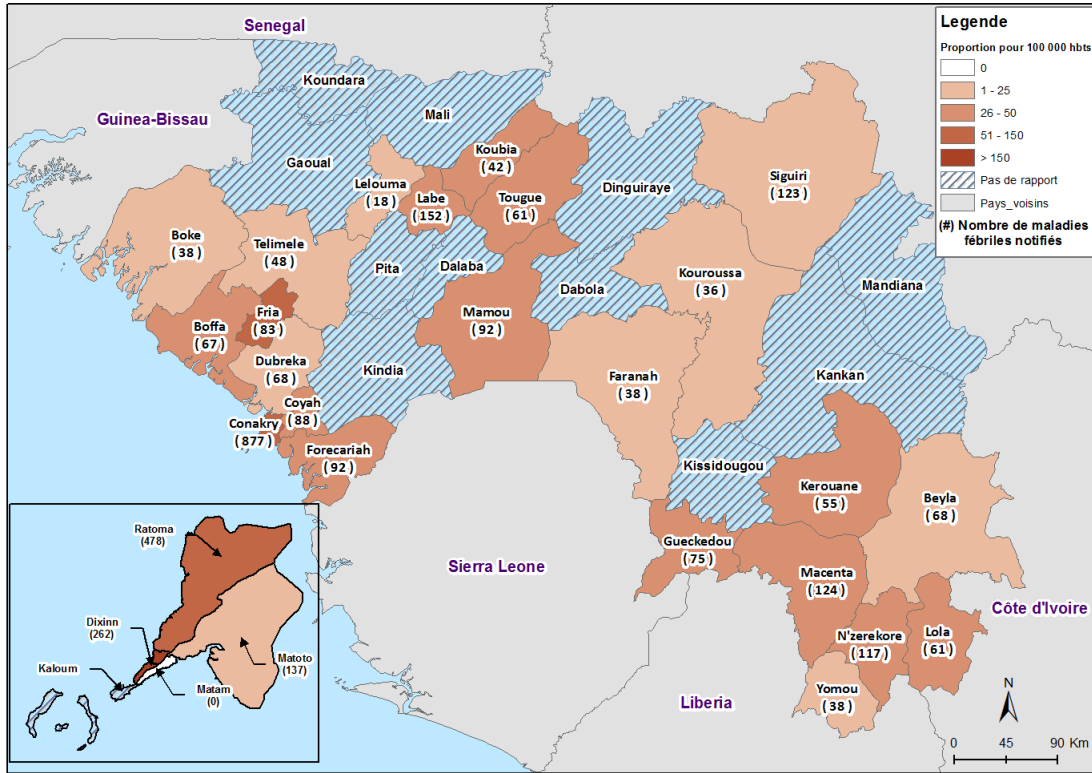 Senegal
Legende
Proportion pour 100 000 hbts
0
1 - 25
26 - 50
51 - 150
> 150
Pas de rapport
Pays_voisins
(#) Nombre de maladies
fébriles notifiés
Koundara
Guinea-Bissau
Mali
Gaoual
Koubia
( 42 )
Lelouma
( 18 )
Labe
( 152 )
Tougue
( 61 )
Dinguiraye
Siguiri
( 123 )
Boke
( 38 )
Telimele
( 48 )
Pita
Dalaba
Dabola
Kouroussa
( 36 )
Mandiana
Fria
( 83 )
Boffa
( 67 )
Mamou
( 92 )
Dubreka
( 68 )
Kindia
Faranah
( 38 )
Kankan
Coyah
( 88 )
Conakry
( 877 )
Forecariah
( 92 )
Kissidougou
Kerouane
( 55 )
Beyla
( 68 )
Gueckedou
( 75 )
Sierra Leone
Macenta
( 124 )
Côte d'Ivoire
N'zerekore
( 117 )
Lola
( 61 )
Yomou
( 38 )
Liberia
Ratoma
(478)
Dixinn
(262)
Kaloum
Matoto
(137)
Matam
(0)
N
0 45 90 Km